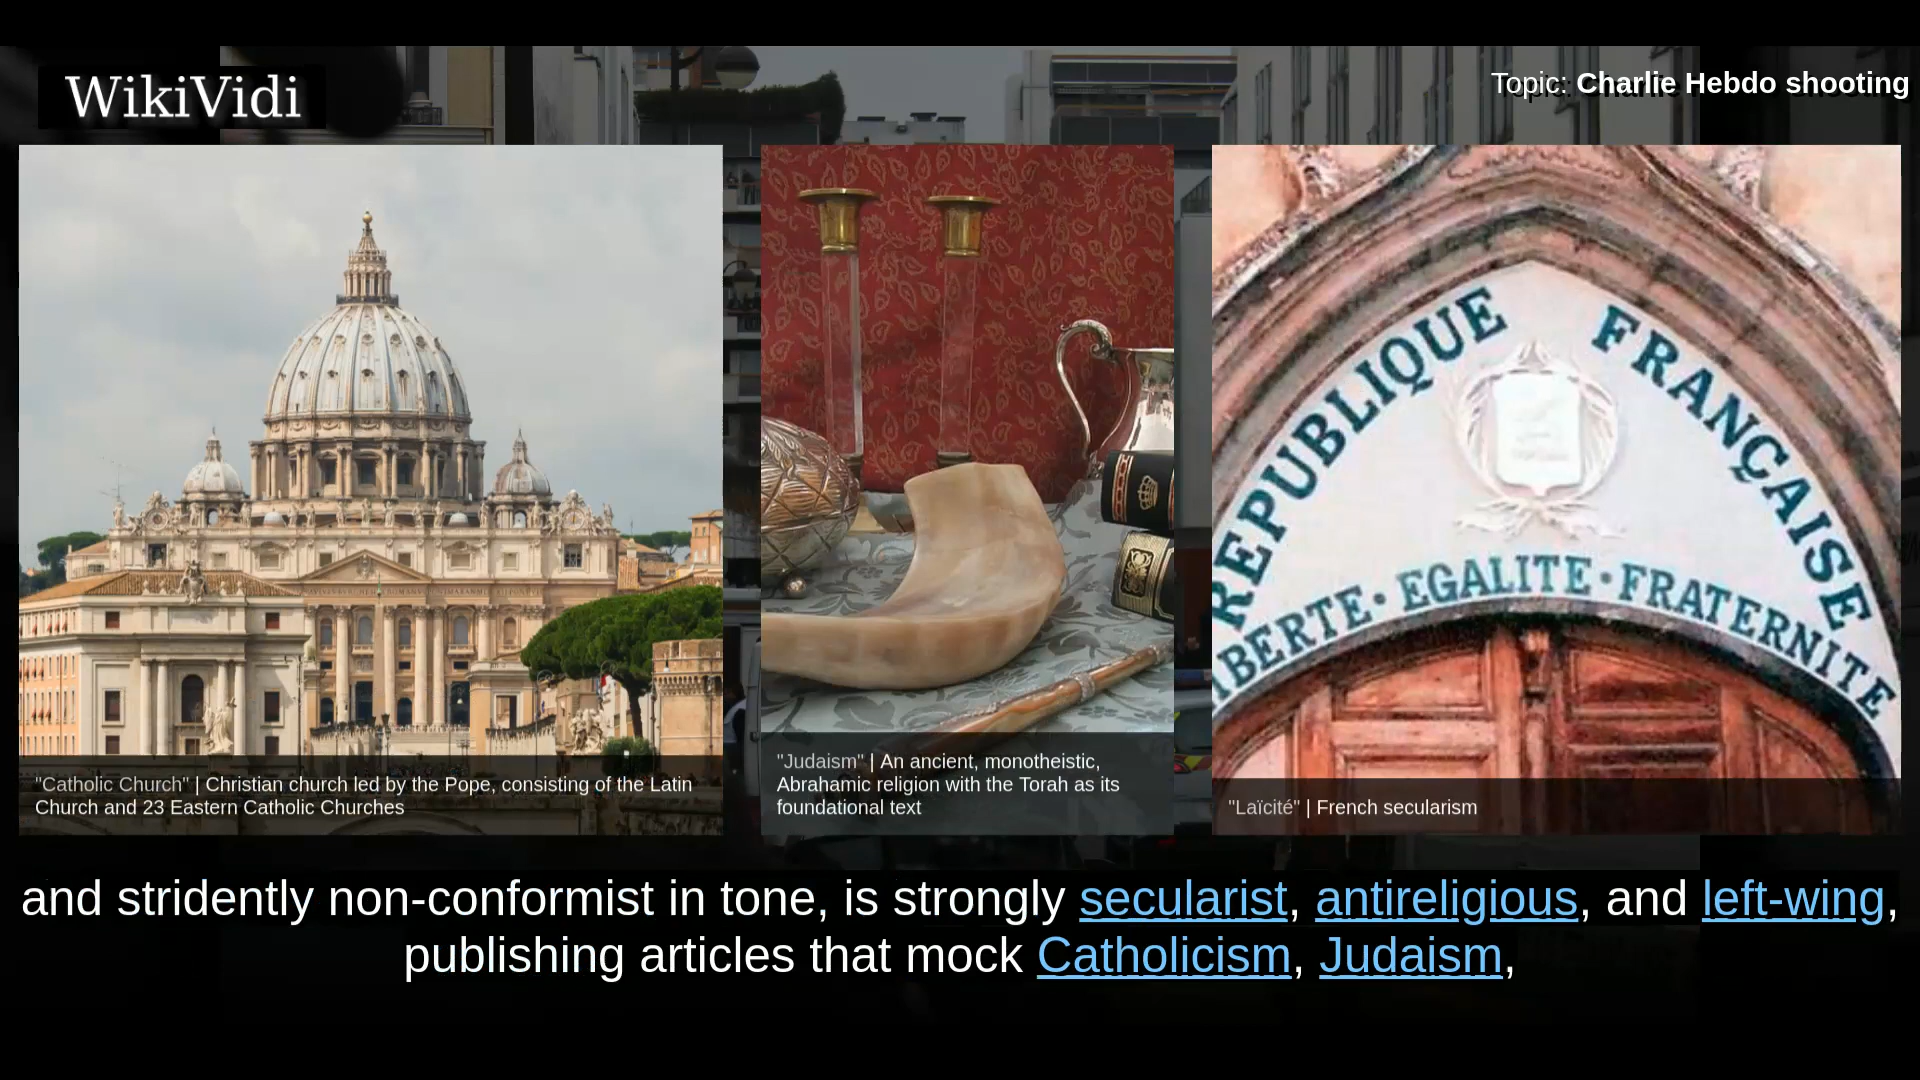 WikiVidi
Topic: Charlie Hebdo shooting
REPUBLIQUE FRANÇAISE
IBERTE · EGALITE · FRATERNITE
"Catholic Church" | Christian church led by the Pope, consisting of the Latin
Church and 23 Eastern Catholic Churches
"Judaism" | An ancient, monotheistic,
Abrahamic religion with the Torah as its
foundational text
"Laïcité" | French secularism
and stridently non-conformist in tone, is strongly secularist, antireligious, and left-wing,
publishing articles that mock Catholicism, Judaism,